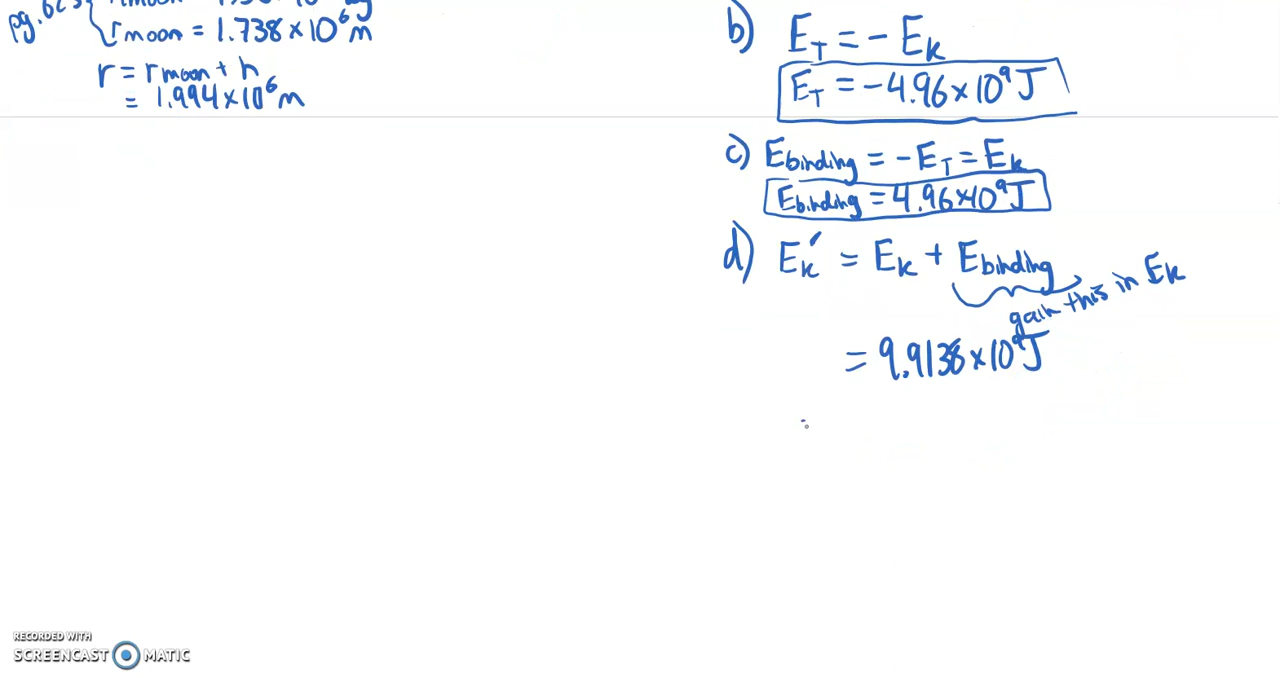 pg. 623
r moon = 1.738 × 10⁶ m
r = r moon + h
= 1.994 × 10⁶ m
b) E_T = - E_k
E_T = -4.96 × 10⁹ J
c) E binding = - E_T = E_k
E binding = 4.96 × 10⁹ J
d) E_k' = E_k + E binding
gain this in E_k
= 9.9138 × 10⁹ J
RECORDED WITH
SCREENCAST MATIC